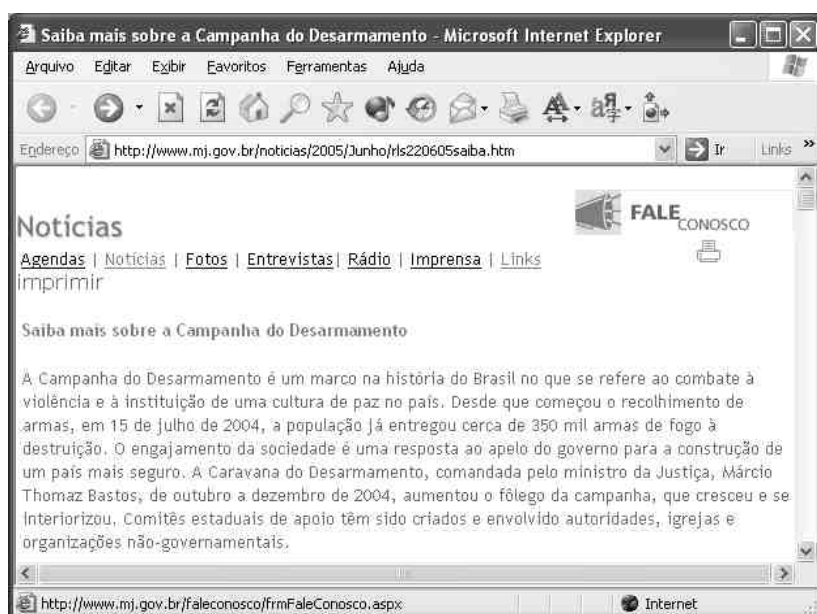 Saiba mais sobre a Campanha do Desarmamento - Microsoft Internet Explorer
Arquivo Editar Exibir Favoritos Ferramentas Ajuda
Endereço http://www.mj.gov.br/noticias/2005/Junho/rls220605saiba.htm Ir Links »
FALE CONOSCO
Notícias
Agendas | Notícias | Fotos | Entrevistas| Rádio | Imprensa | Links
imprimir
Saiba mais sobre a Campanha do Desarmamento
A Campanha do Desarmamento é um marco na história do Brasil no que se refere ao combate à
violência e à instituição de uma cultura de paz no país. Desde que começou o recolhimento de
armas, em 15 de julho de 2004, a população já entregou cerca de 350 mil armas de fogo à
destruição. O engajamento da sociedade é uma resposta ao apelo do governo para a construção de
um país mais seguro. A Caravana do Desarmamento, comandada pelo ministro da Justiça, Márcio
Thomaz Bastos, de outubro a dezembro de 2004, aumentou o fôlego da campanha, que cresceu e se
interiorizou. Comitês estaduais de apoio têm sido criados e envolvido autoridades, igrejas e
organizações não-governamentais.
http://www.mj.gov.br/faleconosco/frmFaleConosco.aspx Internet